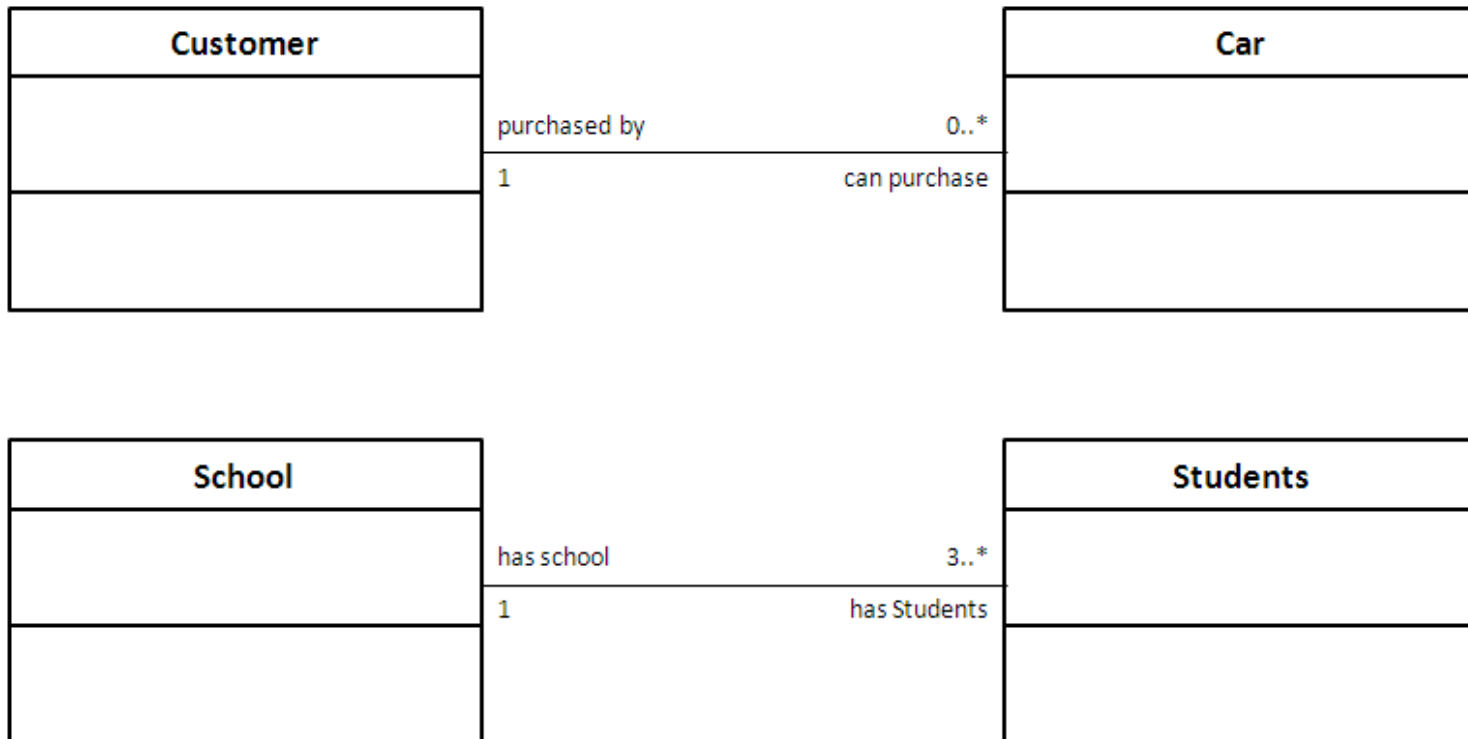 Customer
Car
purchased by
0..*
1
can purchase
School
Students
has school
3..*
1
has Students